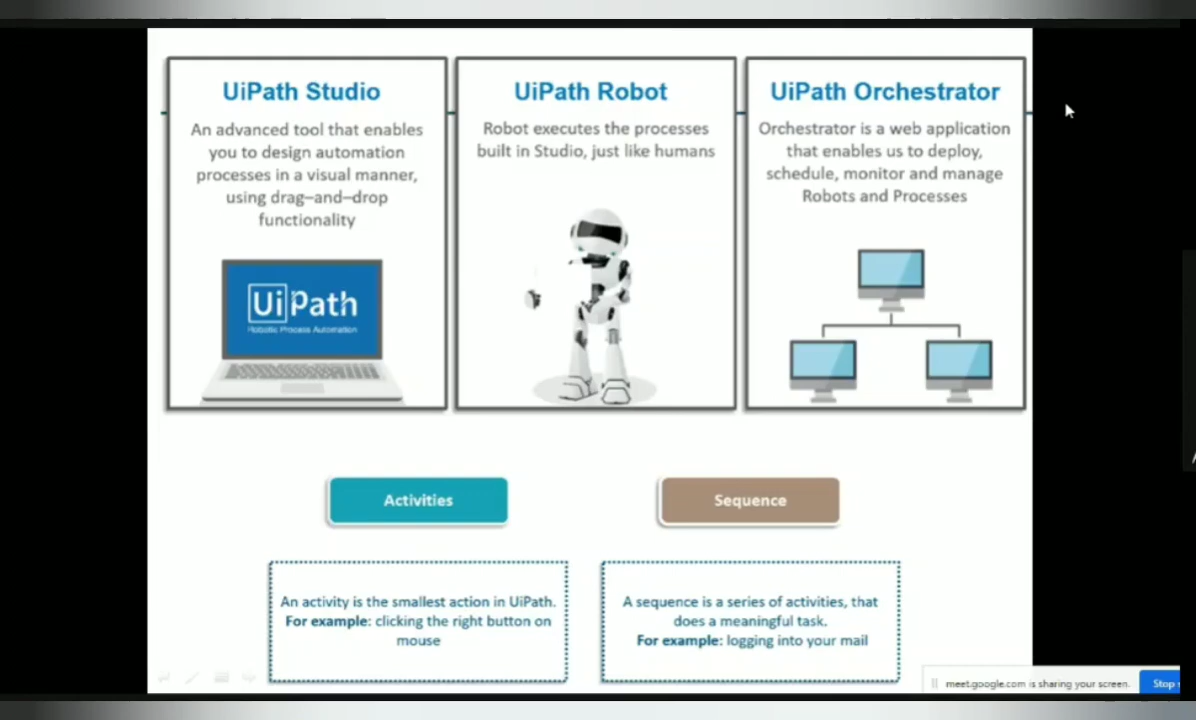 UiPath Studio
An advanced tool that enables
you to design automation
processes in a visual manner,
using drag–and–drop
functionality
UiPath
Robotic Process Automation
UiPath Robot
Robot executes the processes
built in Studio, just like humans
UiPath Orchestrator
Orchestrator is a web application
that enables us to deploy,
schedule, monitor and manage
Robots and Processes
Activities
An activity is the smallest action in UiPath.
For example: clicking the right button on
mouse
Sequence
A sequence is a series of activities, that
does a meaningful task.
For example: logging into your mail
meet.google.com is sharing your screen.
Stop